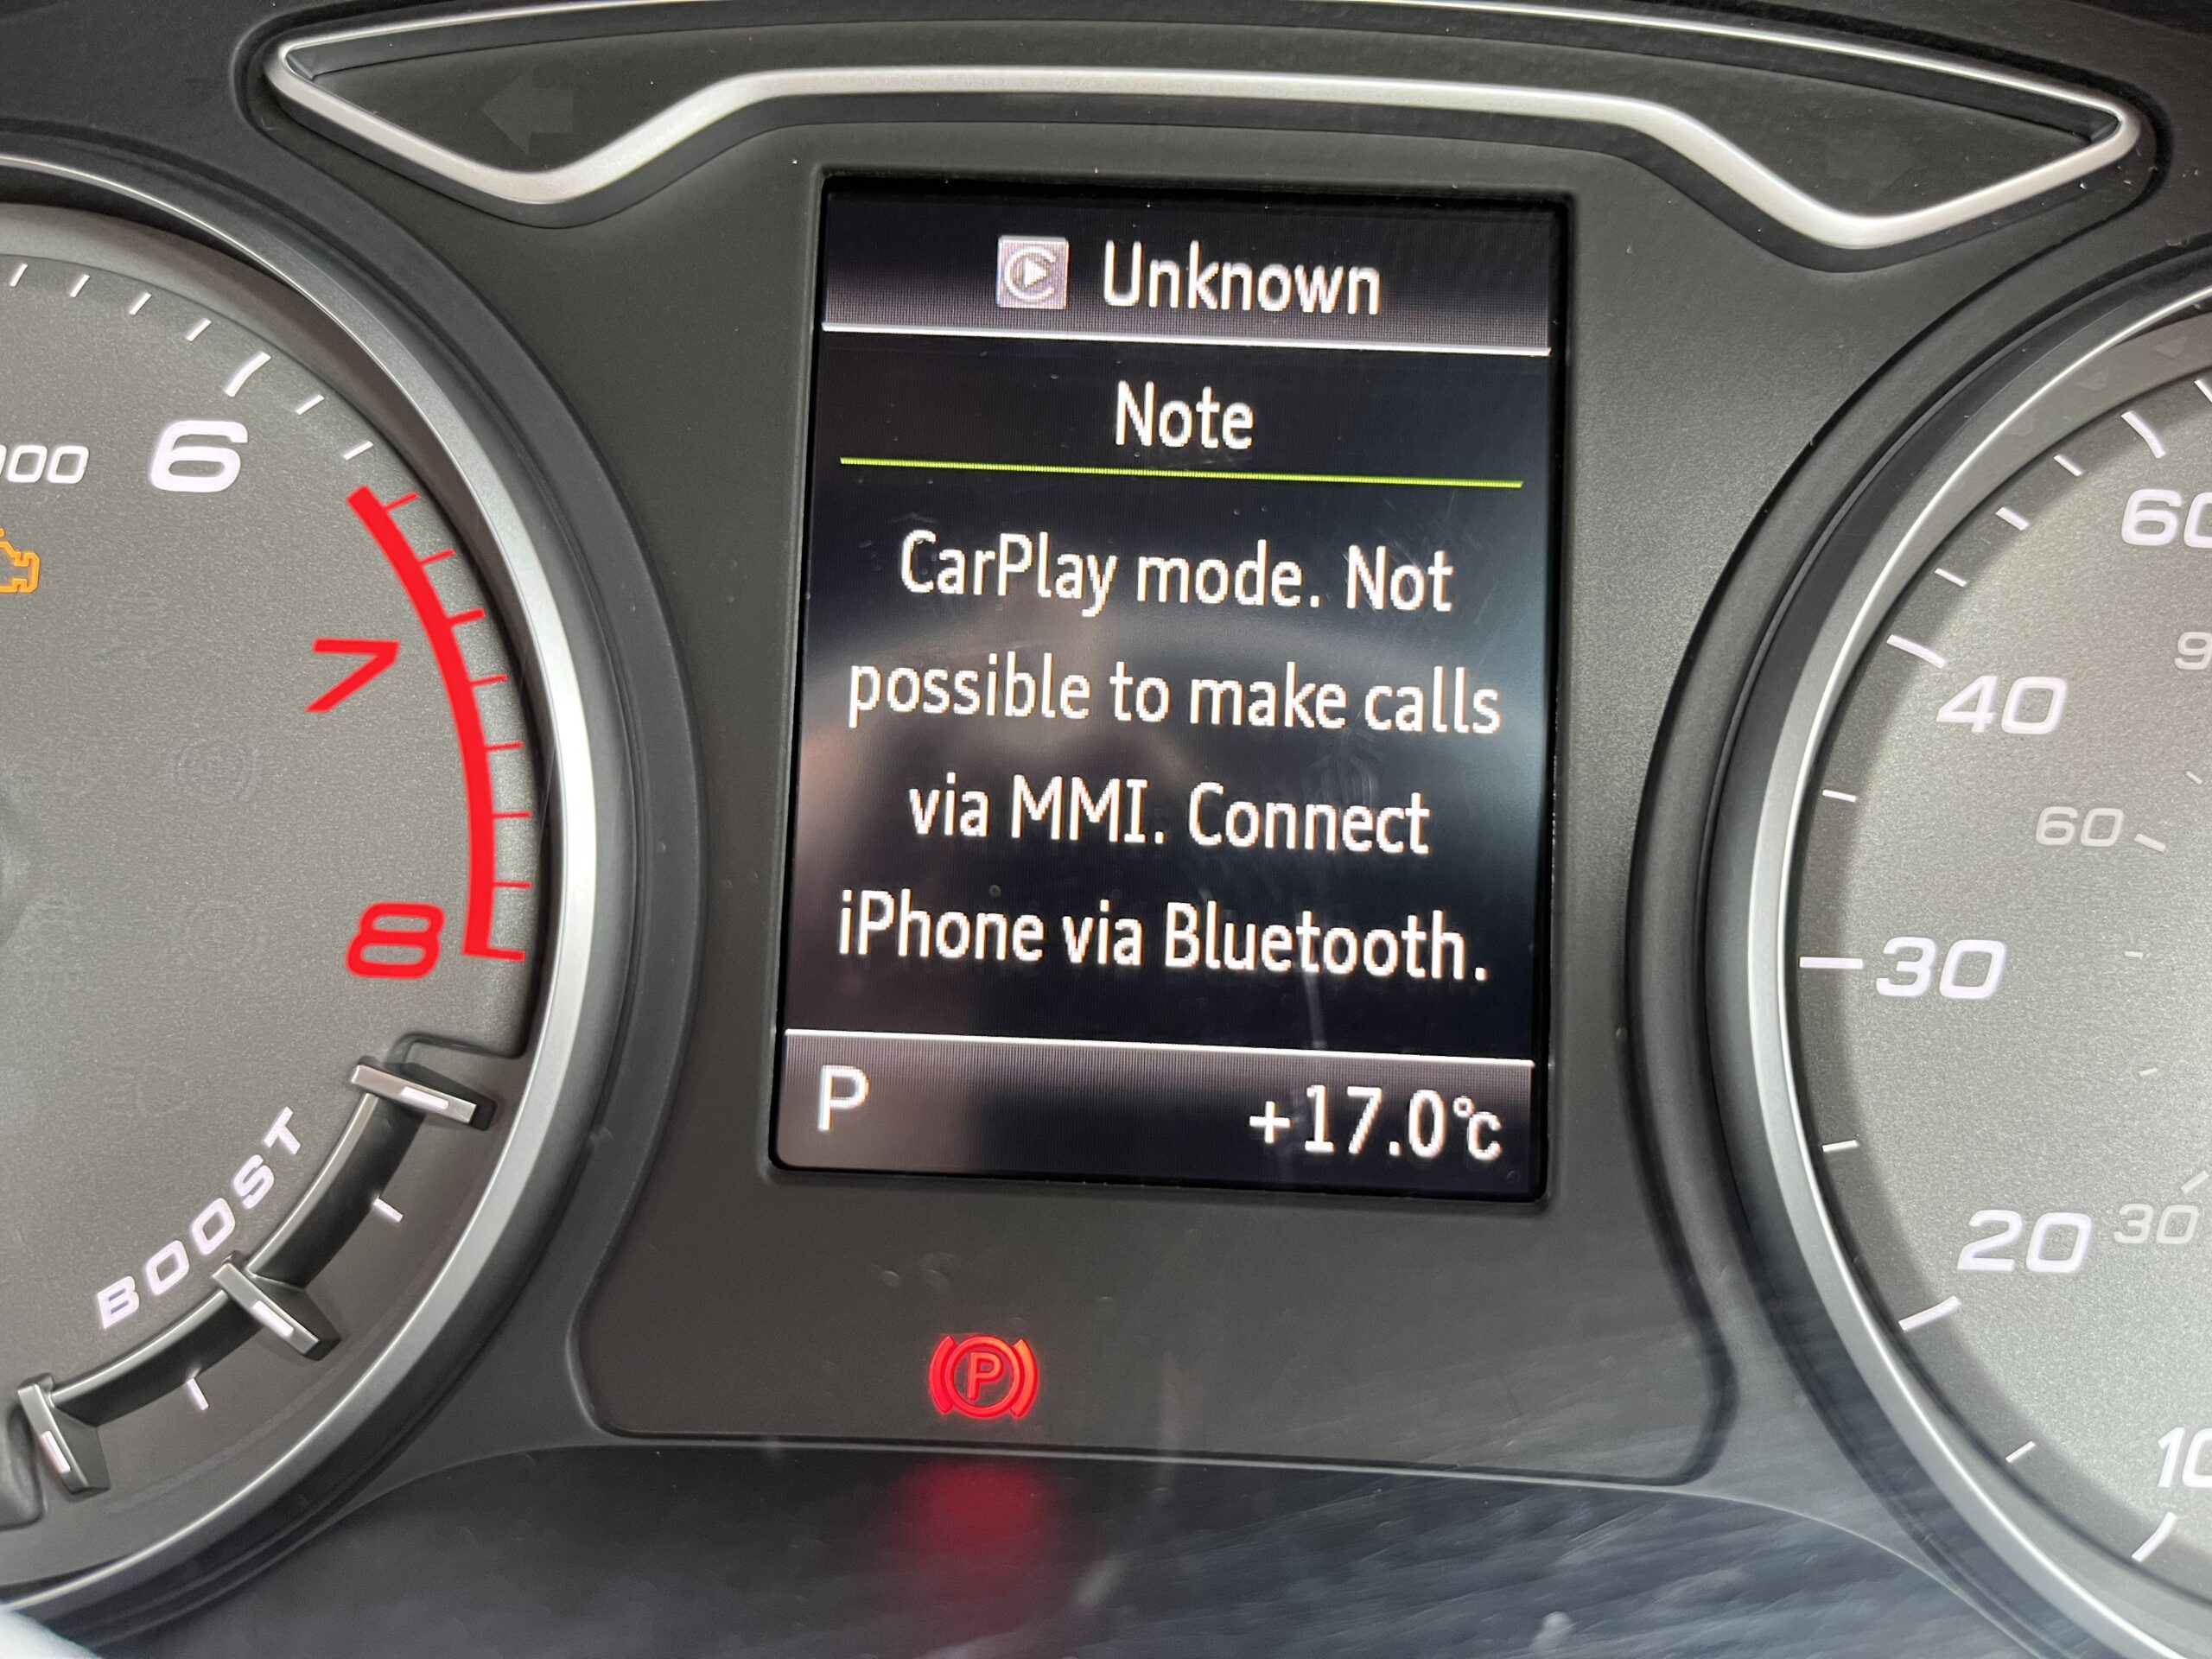 Unknown
Note
CarPlay mode. Not
possible to make calls
via MMI. Connect
iPhone via Bluetooth.
P
+17.0°C
6
7
8
BOOST
P
40
60
30
20
30